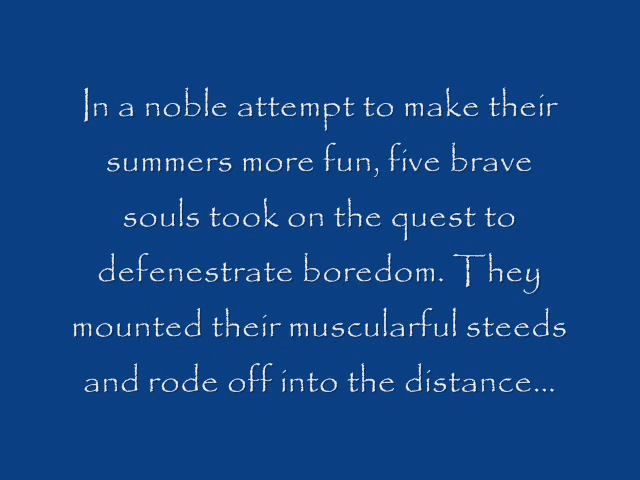 In a noble attempt to make their
summers more fun, five brave
souls took on the quest to
defenestrate boredom. They
mounted their muscularful steeds
and rode off into the distance...